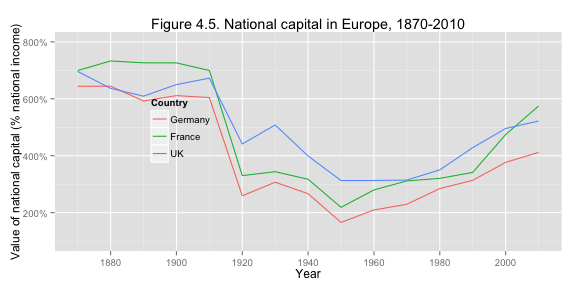 Figure 4.5. National capital in Europe, 1870-2010
Value of national capital (% national income)
800%
600%
400%
200%
Country
Germany
France
UK
1880 1900 1920 1940 1960 1980 2000
Year